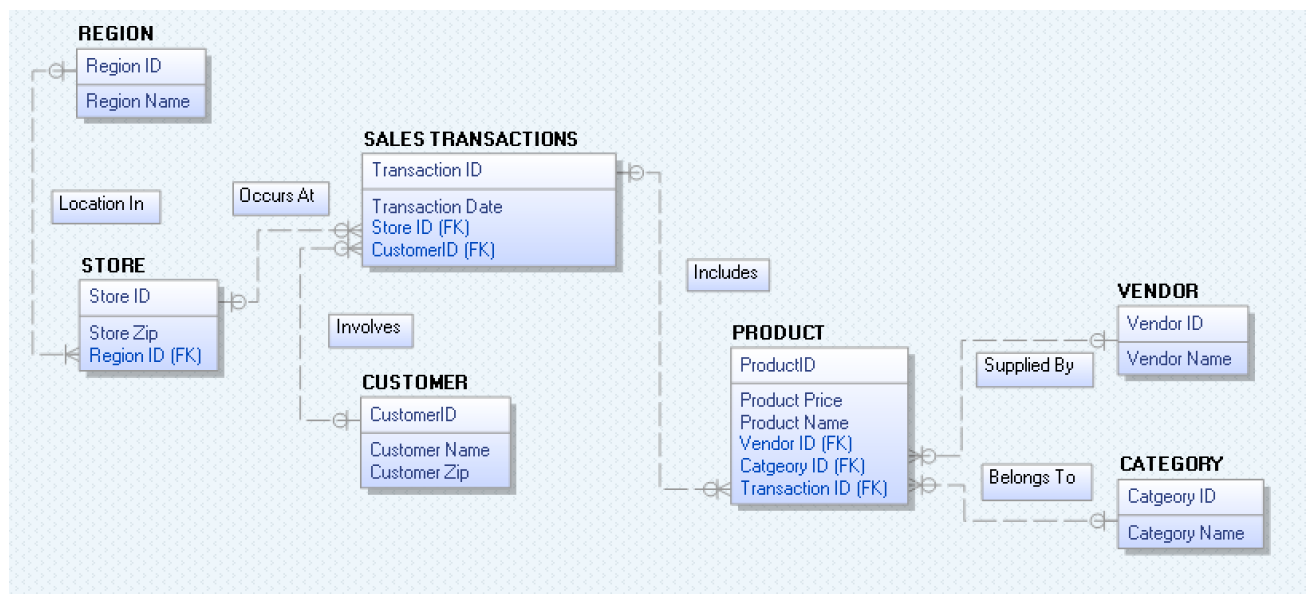 REGION
Region ID
Region Name
Location In
STORE
Store ID
Store Zip
Region ID (FK)
Occurs At
SALES TRANSACTIONS
Transaction ID
Transaction Date
Store ID (FK)
CustomerID (FK)
Involves
CUSTOMER
CustomerID
Customer Name
Customer Zip
Includes
PRODUCT
ProductID
Product Price
Product Name
Vendor ID (FK)
Catgeory ID (FK)
Transaction ID (FK)
Supplied By
VENDOR
Vendor ID
Vendor Name
Belongs To
CATEGORY
Catgeory ID
Category Name